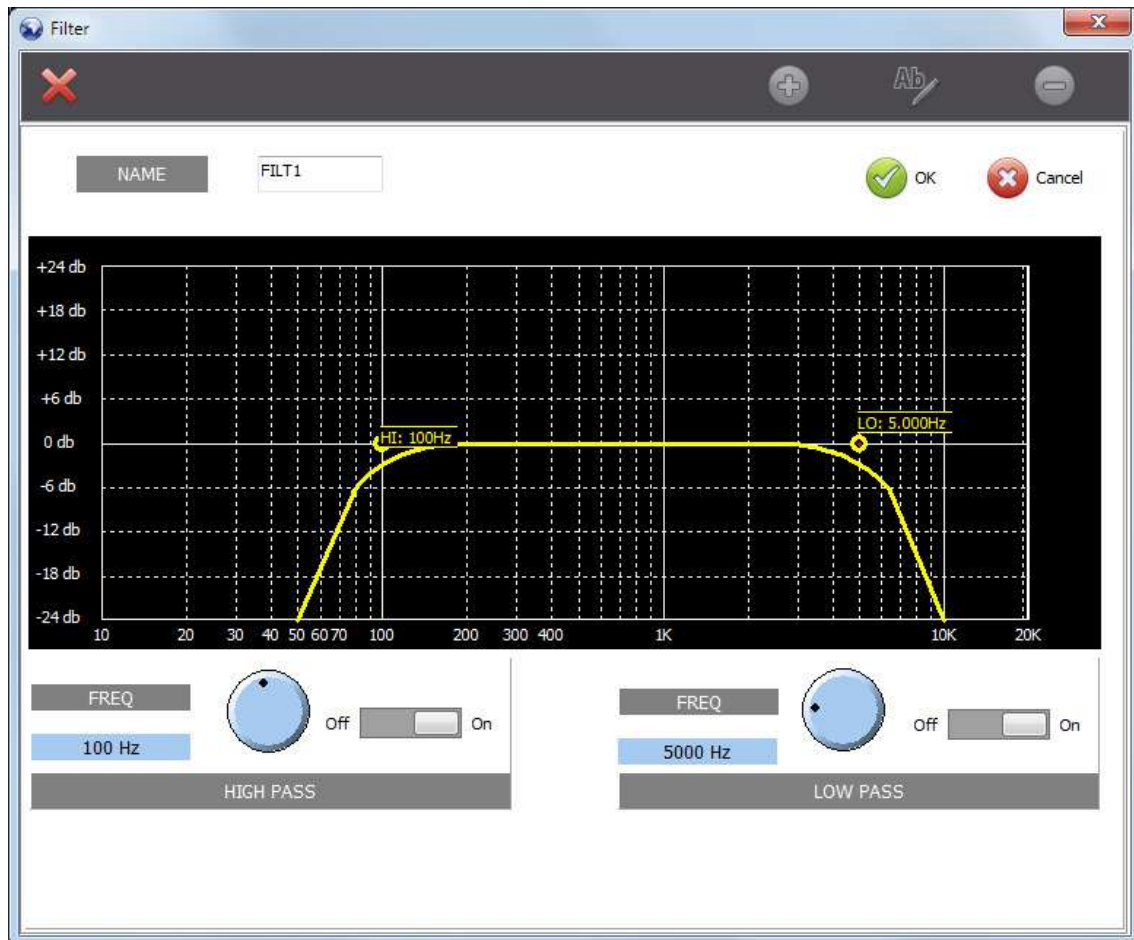 Filter
Ab
NAME FILT1 OK Cancel
+24 db
+18 db
+12 db
+6 db
0 db
-6 db
-12 db
-18 db
-24 db
HI: 100Hz
LO: 5.000Hz
10 20 30 40 50 60 70 100 200 300 400 1K 10K 20K
FREQ
100 Hz
Off On
HIGH PASS
FREQ
5000 Hz
Off On
LOW PASS